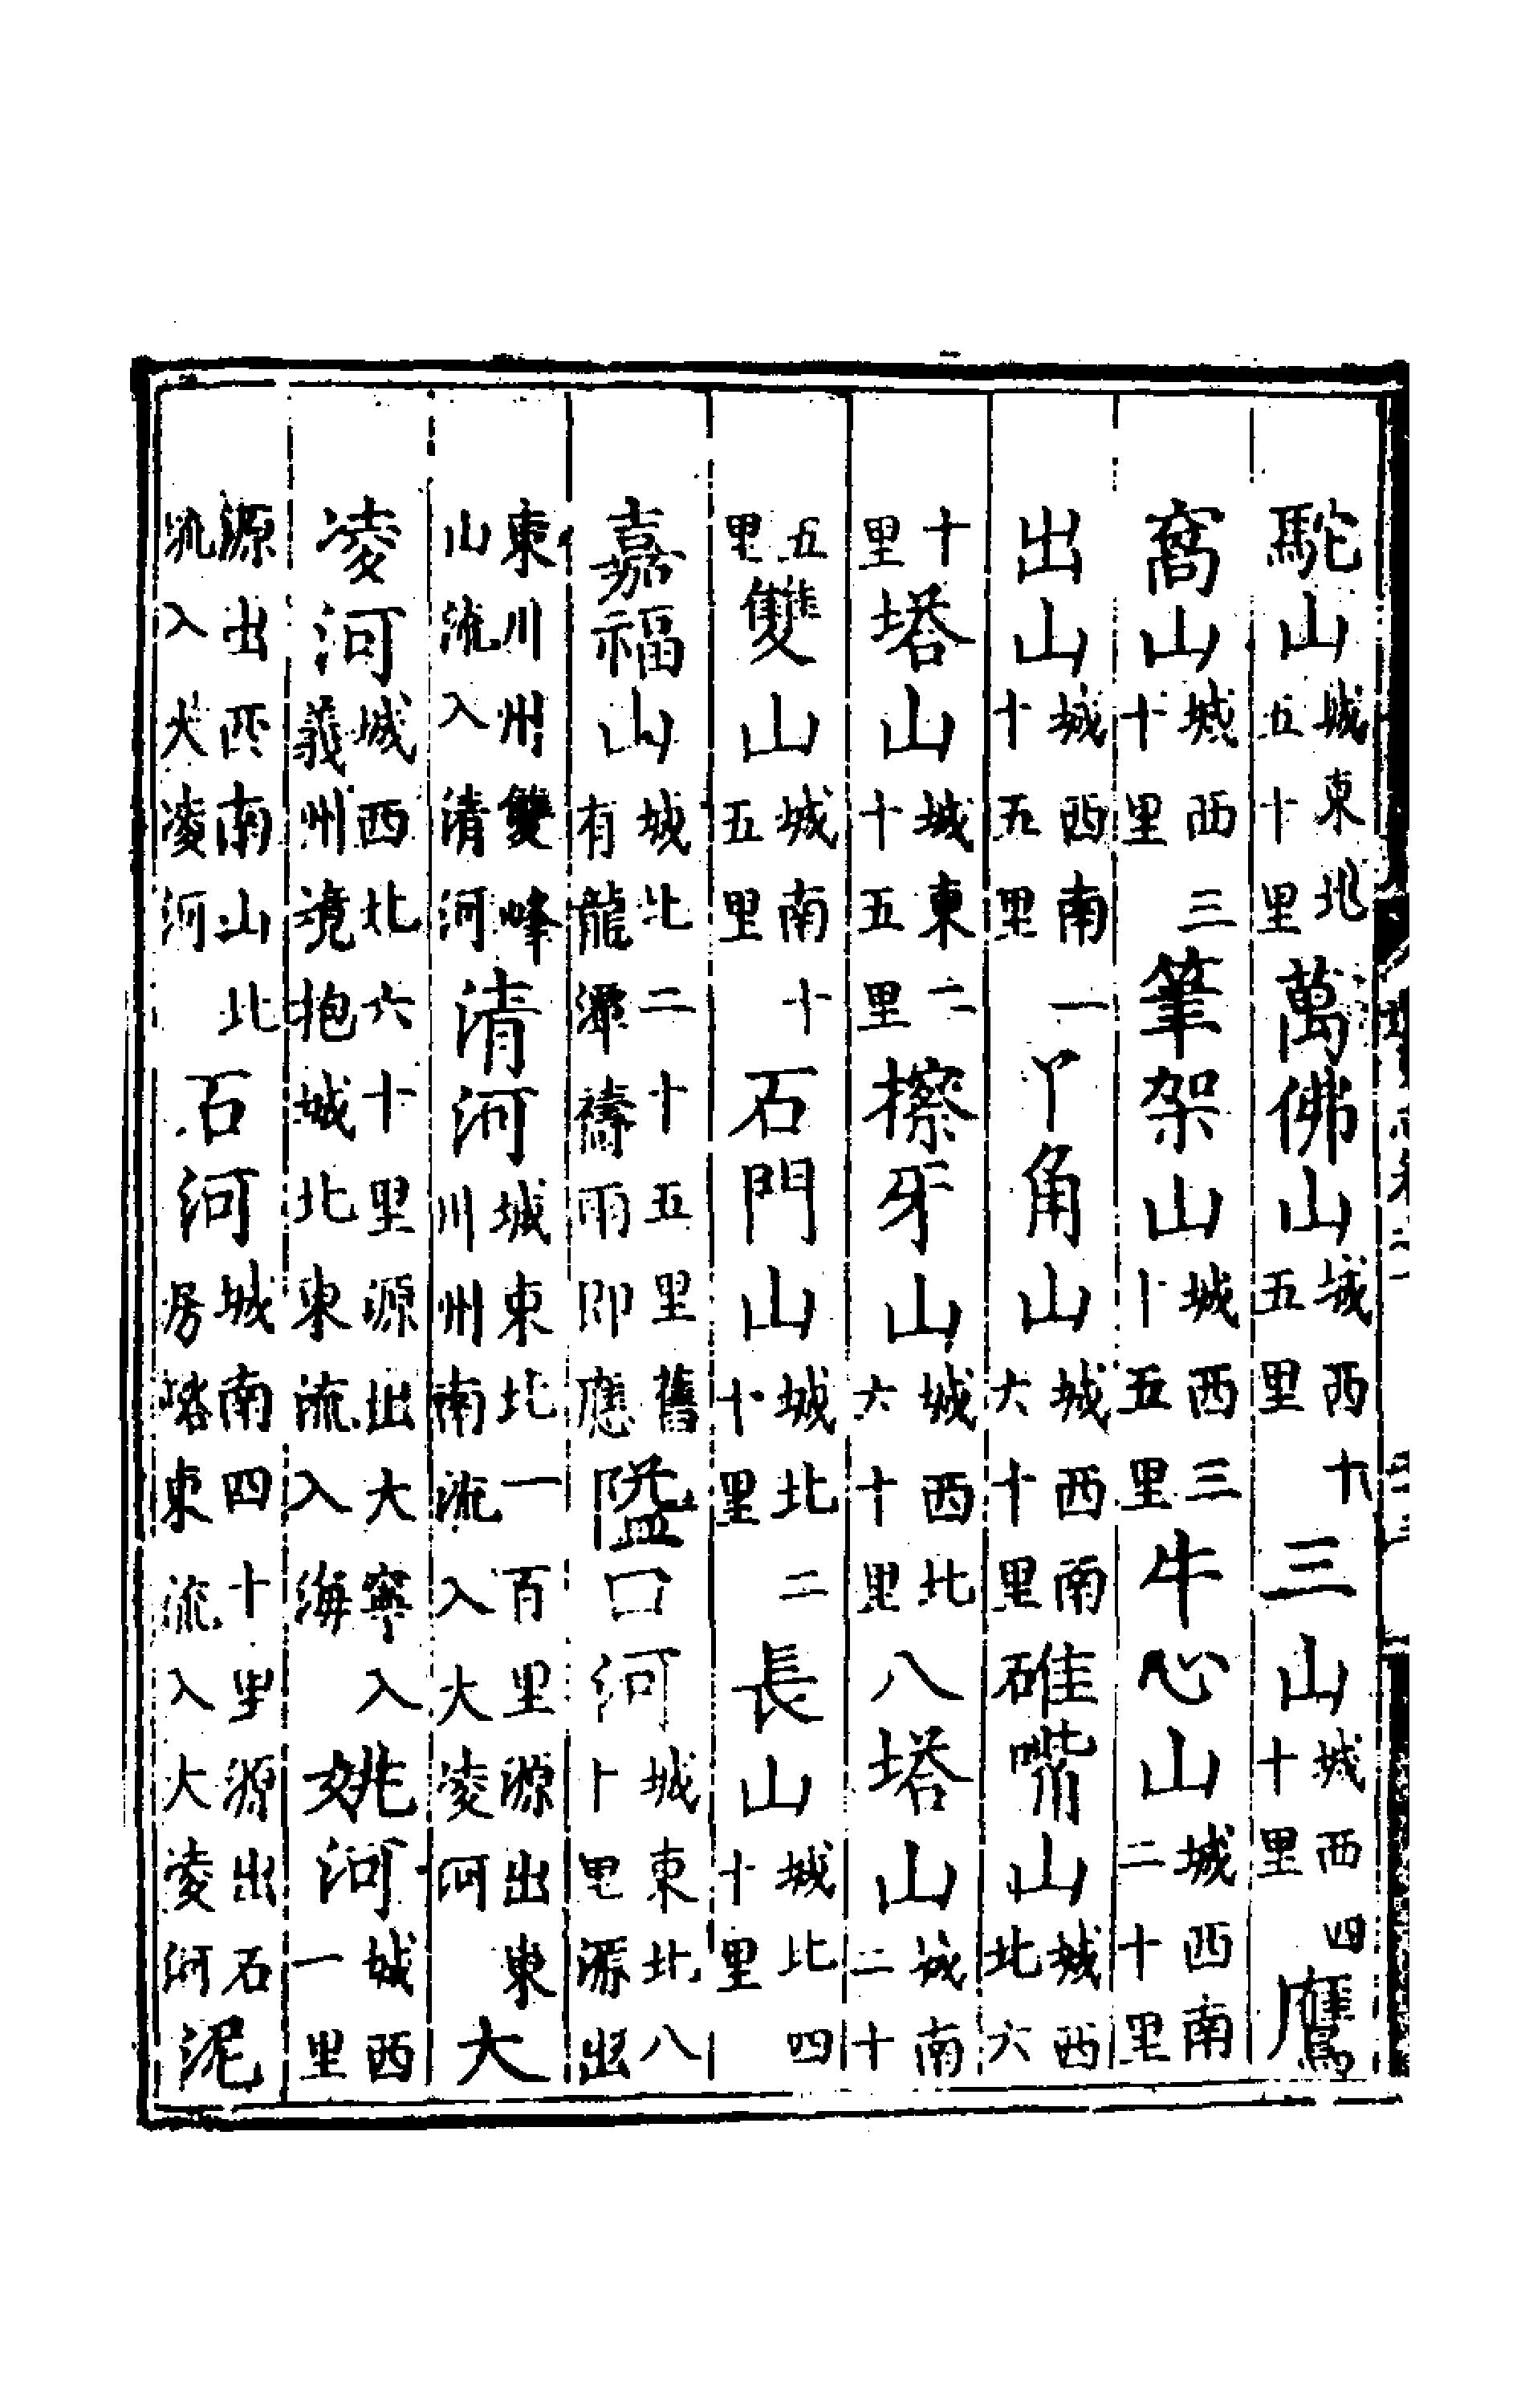 駝山城東北五十里萬佛山城西十五里三山城西四十里鷹
窩山城西三十里筆架山城西三十五里牛心山城西南二十里
出山城西南一十五里丫角山城西南六十里碓嘴山城西北六
十里塔山城東二十五里擦牙山城西北六十里八塔山城南二十
五里雙山城南十五里石門山城北二十里長山城北四十里
嘉福山城北二十五里舊有龍潭禱雨即應隘口河城東北八十里源出
東川州雙峰山流入清河清河城東北一百里源出東川州南流入大凌河大
凌河城西北六十里源出大寧入義州境抱城北東流入海姚河城西一里
源出西南山北流入大凌河石河城南四十里源出石房嵧東流入大凌河泥